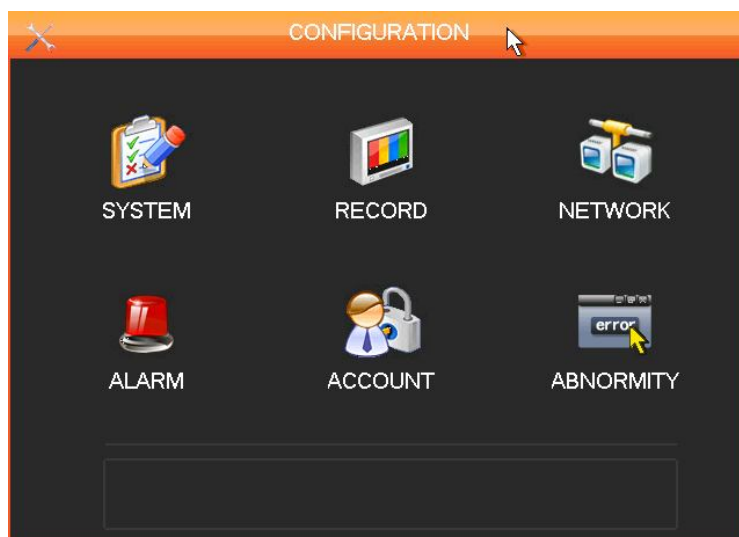 CONFIGURATION
SYSTEM
RECORD
NETWORK
error
ALARM
ACCOUNT
ABNORMITY